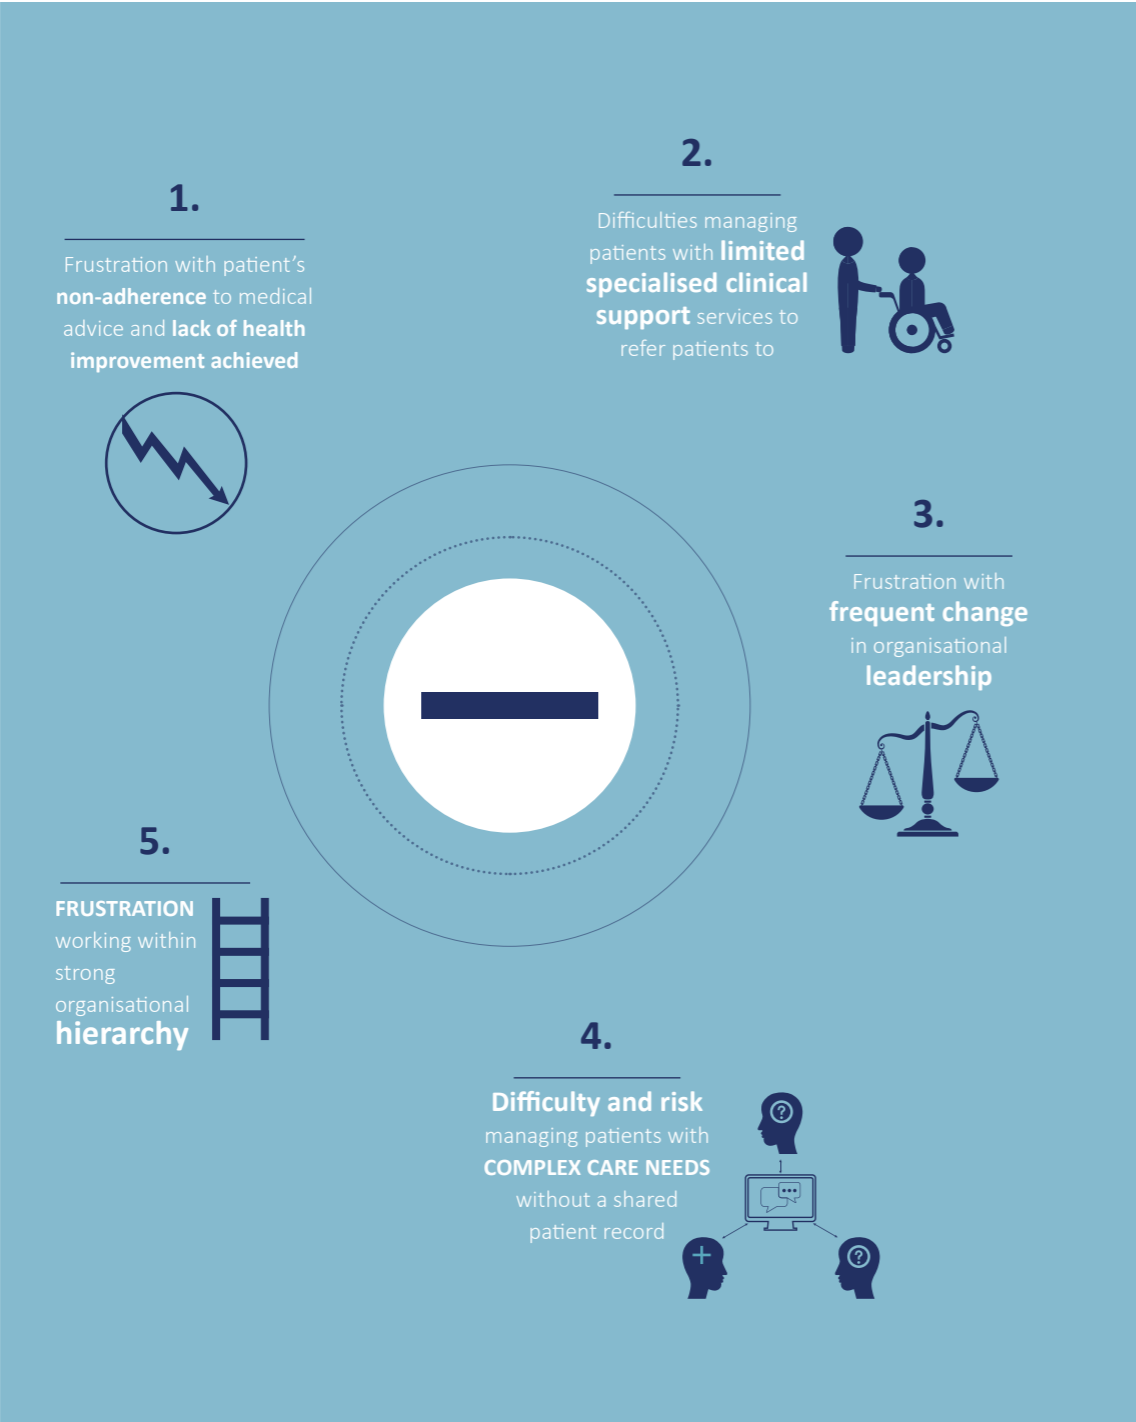 1.
Frustration with patient’s
non-adherence to medical
advice and lack of health
improvement achieved
2.
Difficulties managing
patients with limited
specialised clinical
support services to
refer patients to
3.
Frustration with
frequent change
in organisational
leadership
5.
FRUSTRATION
working within
strong
organisational
hierarchy
4.
Difficulty and risk
managing patients with
COMPLEX CARE NEEDS
without a shared
patient record